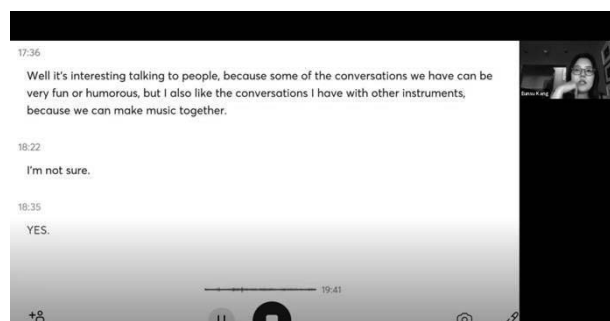 17:36
Well it's interesting talking to people, because some of the conversations we have can be
very fun or humorous, but I also like the conversations I have with other instruments,
because we can make music together.
Eunsu Kang
18:22
I'm not sure.
18:35
YES.
19:41